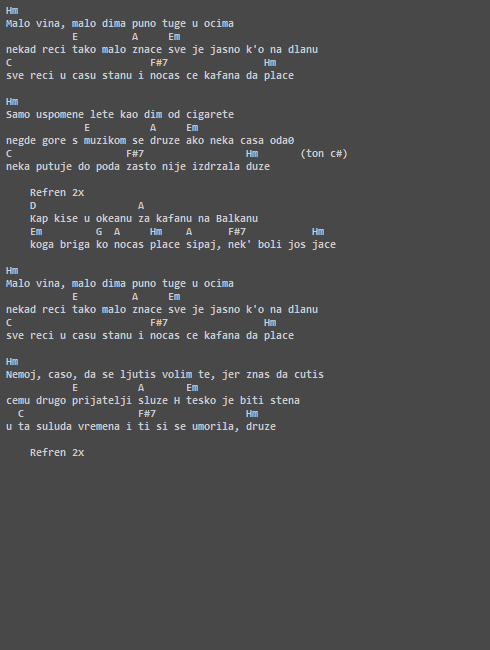 Hm
Malo vina, malo dima puno tuge u ocima
E A Em
nekad reci tako malo znace sve je jasno k'o na dlanu
C F#7 Hm
sve reci u casu stanu i nocas ce kafana da place
Hm
Samo uspomene lete kao dim od cigarete
E A Em
negde gore s muzikom se druze ako neka casa oda0
C F#7 Hm (ton c#)
neka putuje do poda zasto nije izdrzala duze
Refren 2x
D A
Kap kise u okeanu za kafanu na Balkanu
Em G A Hm A F#7 Hm
koga briga ko nocas place sipaj, nek' boli jos jace
Hm
Malo vina, malo dima puno tuge u ocima
E A Em
nekad reci tako malo znace sve je jasno k'o na dlanu
C F#7 Hm
sve reci u casu stanu i nocas ce kafana da place
Hm
Nemoj, caso, da se ljutis volim te, jer znas da cutis
E A Em
cemu drugo prijatelji sluze H tesko je biti stena
C F#7 Hm
u ta suluda vremena i ti si se umorila, druze
Refren 2x